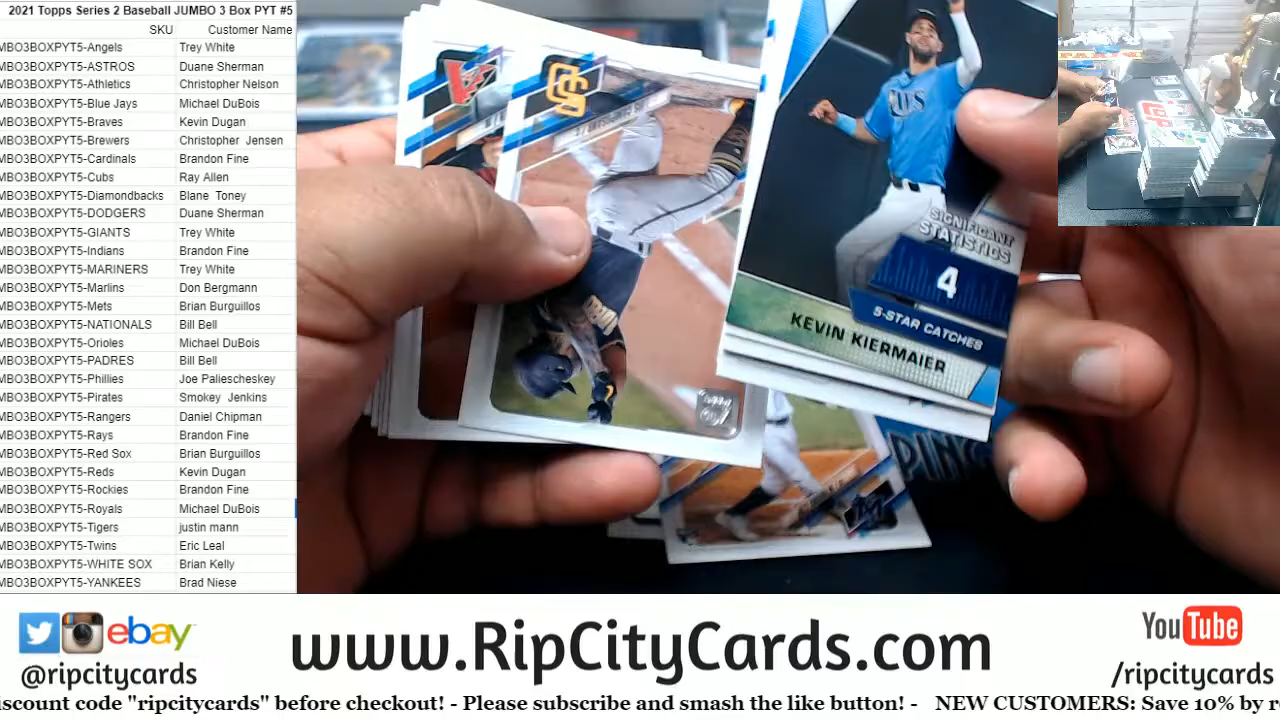 2021 Topps Series 2 Baseball JUMBO 3 Box PYT #5
SKU Customer Name
MBO3BOXPYT5-Angels Trey White
MBO3BOXPYT5-ASTROS Duane Sherman
MBO3BOXPYT5-Athletics Christopher Nelson
MBO3BOXPYT5-Blue Jays Michael DuBois
MBO3BOXPYT5-Braves Kevin Dugan
MBO3BOXPYT5-Brewers Christopher Jensen
MBO3BOXPYT5-Cardinals Brandon Fine
MBO3BOXPYT5-Cubs Ray Allen
MBO3BOXPYT5-Diamondbacks Blane Toney
MBO3BOXPYT5-DODGERS Duane Sherman
MBO3BOXPYT5-GIANTS Trey White
MBO3BOXPYT5-Indians Brandon Fine
MBO3BOXPYT5-MARINERS Trey White
MBO3BOXPYT5-Marlins Don Bergmann
MBO3BOXPYT5-Mets Brian Burguillos
MBO3BOXPYT5-NATIONALS Bill Bell
MBO3BOXPYT5-Orioles Michael DuBois
MBO3BOXPYT5-PADRES Bill Bell
MBO3BOXPYT5-Phillies Joe Paliescheskey
MBO3BOXPYT5-Pirates Smokey Jenkins
MBO3BOXPYT5-Rangers Daniel Chipman
MBO3BOXPYT5-Rays Brandon Fine
MBO3BOXPYT5-Red Sox Brian Burguillos
MBO3BOXPYT5-Reds Kevin Dugan
MBO3BOXPYT5-Rockies Brandon Fine
MBO3BOXPYT5-Royals Michael DuBois
MBO3BOXPYT5-Tigers justin mann
MBO3BOXPYT5-Twins Eric Leal
MBO3BOXPYT5-WHITE SOX Brian Kelly
MBO3BOXPYT5-YANKEES Brad Niese
SIGNIFICANT
STATISTICS
4
5-STAR CATCHES
KEVIN KIERMAIER
ebay
@ripcitycards
www.RipCityCards.com
YouTube
/ripcitycards
iscount code "ripcitycards" before checkout! - Please subscribe and smash the like button! - NEW CUSTOMERS: Save 10% by r